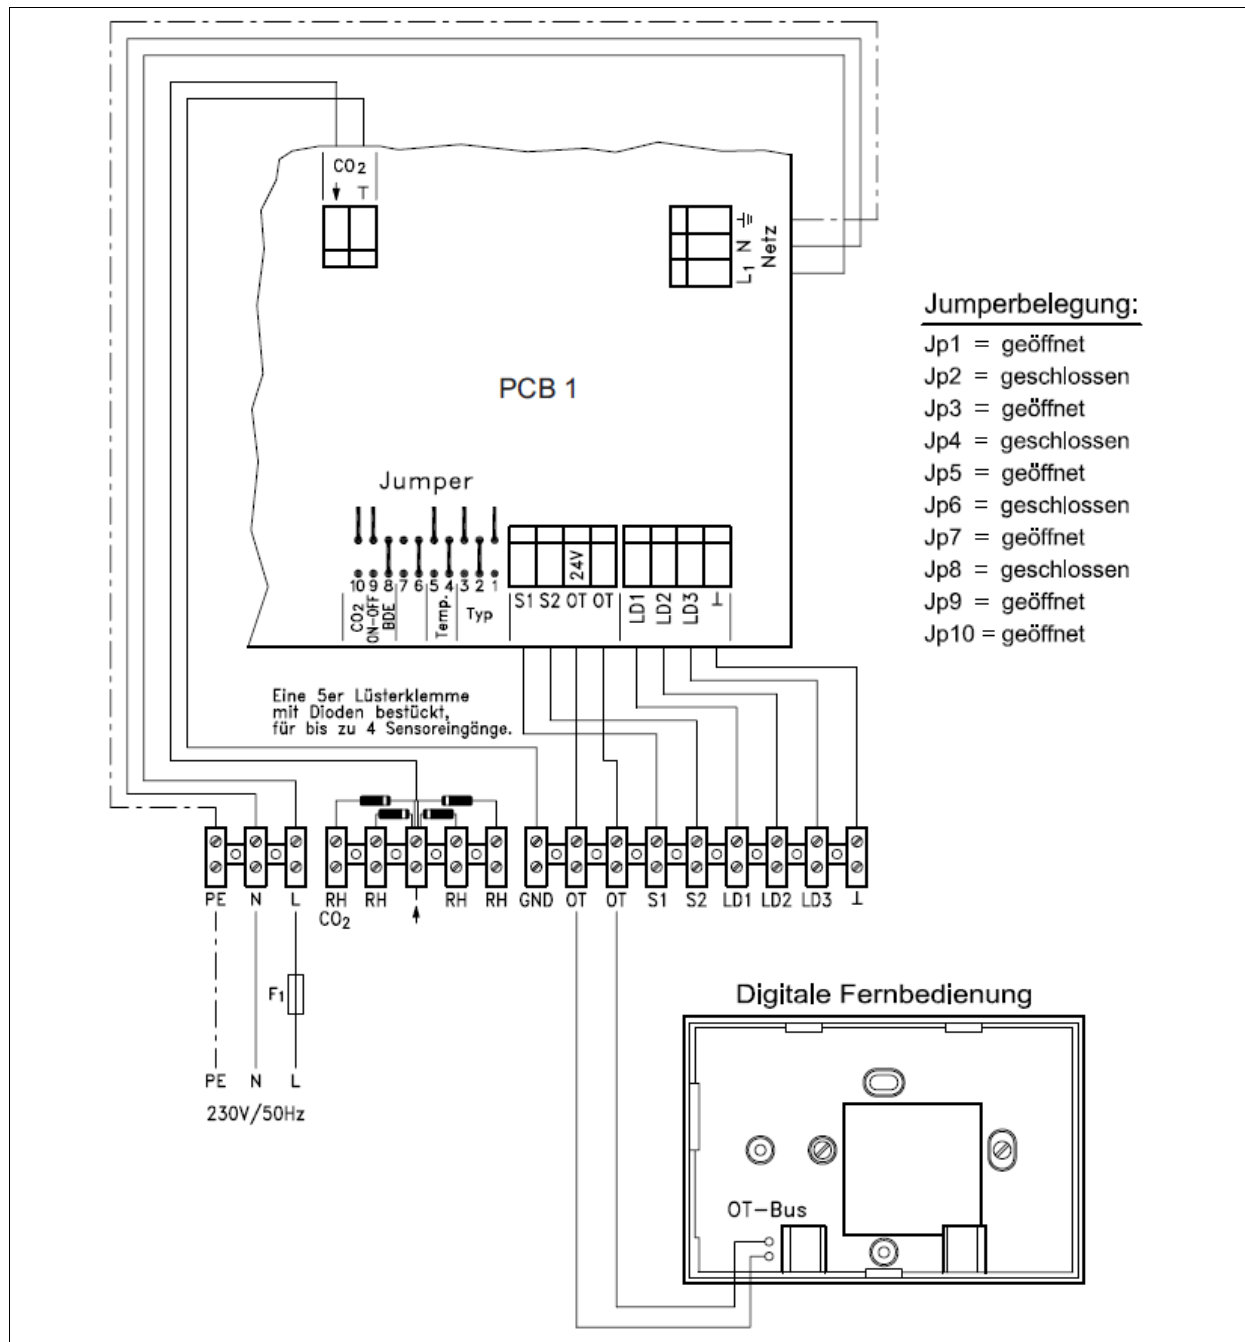 CO2
T
N
L1
Netz
PCB 1
Jumperbelegung:
Jp1 = geöffnet
Jp2 = geschlossen
Jp3 = geöffnet
Jp4 = geschlossen
Jp5 = geöffnet
Jp6 = geschlossen
Jp7 = geöffnet
Jp8 = geschlossen
Jp9 = geöffnet
Jp10 = geöffnet
Jumper
10 9 8 7 6 5 4 3 2 1
CO2
ON-OFF
BDE
Temp.
Typ
24V
S1 S2 OT OT
LD1
LD2
LD3
⊥
Eine 5er Lüsterklemme
mit Dioden bestückt,
für bis zu 4 Sensoreingänge.
PE N L RH RH RH RH GND OT OT S1 S2 LD1 LD2 LD3 ⊥
CO2
F1
PE N L
230V/50Hz
Digitale Fernbedienung
OT-Bus